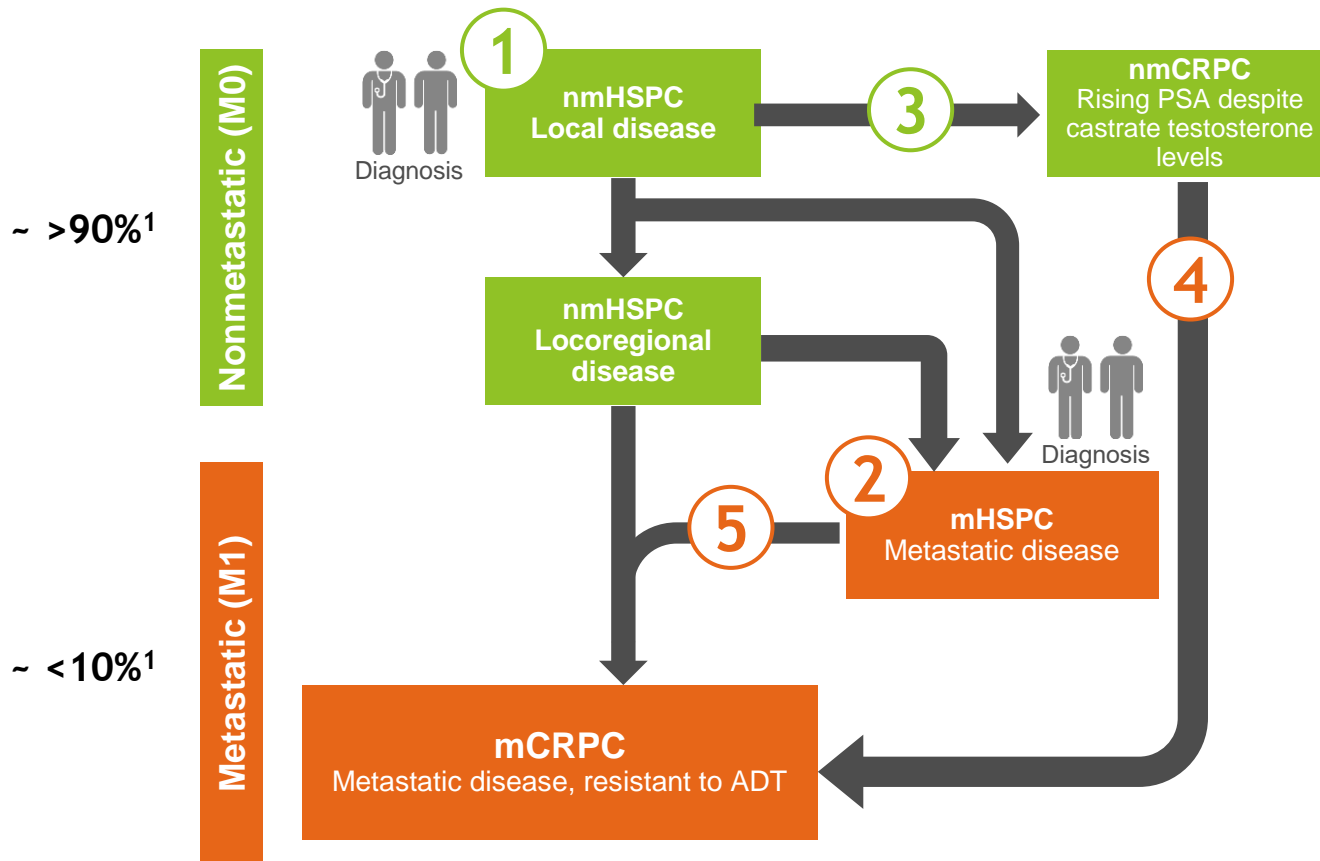 Nonmetastatic (M0)
~ >90%¹
Diagnosis
1
nmHSPC
Local disease
3
nmCRPC
Rising PSA despite
castrate testosterone
levels
nmHSPC
Locoregional
disease
4
Diagnosis
Metastatic (M1)
~ <10%¹
5
2
mHSPC
Metastatic disease
mCRPC
Metastatic disease, resistant to ADT